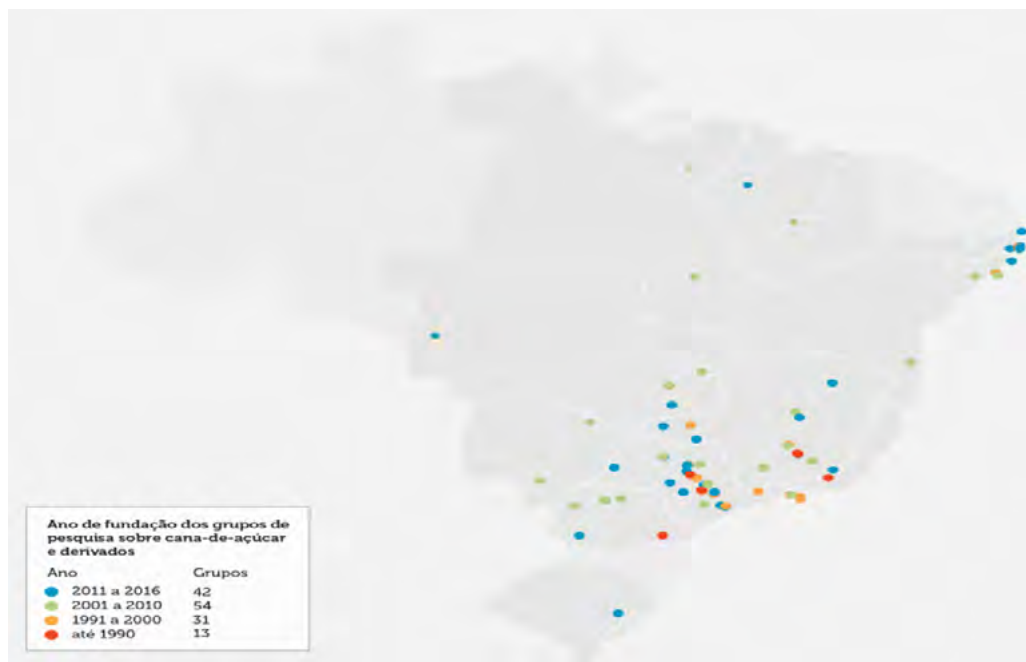 Ano de fundação dos grupos de
pesquisa sobre cana-de-açúcar
e derivados
Ano Grupos
2011 a 2016 42
2001 a 2010 54
1991 a 2000 31
até 1990 13